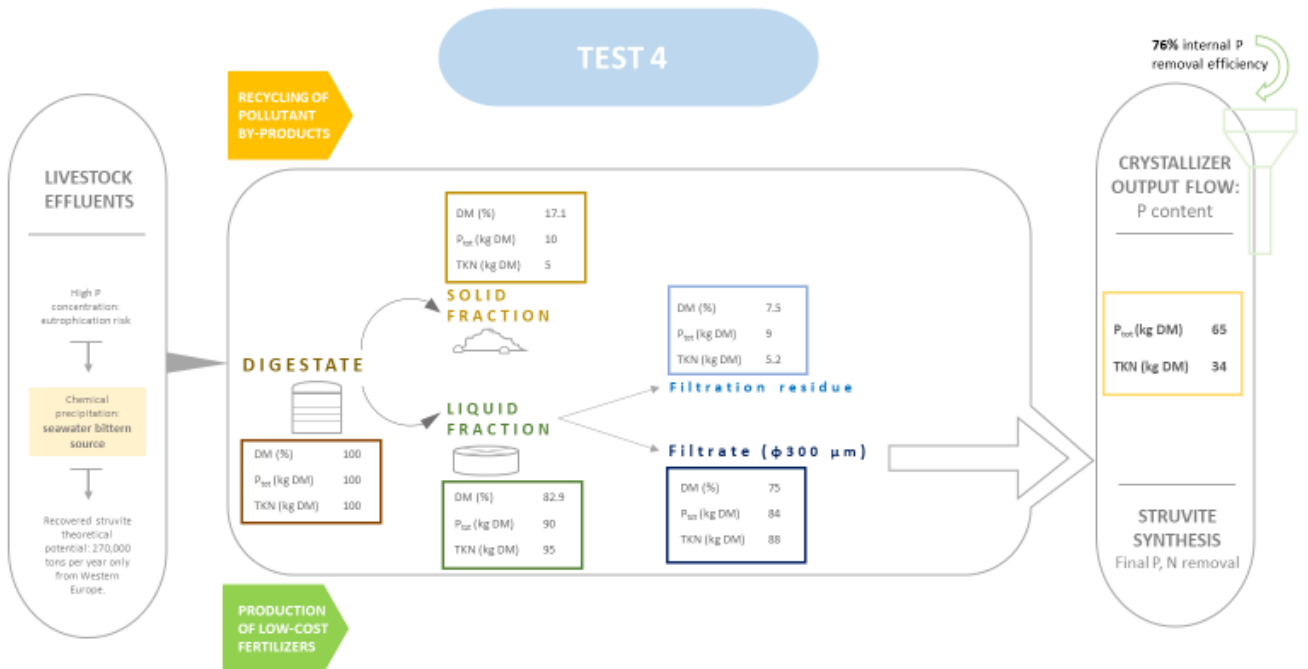 TEST 4
76% internal P
removal efficiency
RECYCLING OF
POLLUTANT
BY-PRODUCTS
LIVESTOCK
EFFLUENTS
High P
concentration:
eutrophication risk
Chemical
precipitation:
seawater bittern
source
Recovered struvite
theoretical
potential: 270,000
tons per year only
from Western
Europe.
DIGESTATE
DM (%) 100
Ptot (kg DM) 100
TKN (kg DM) 100
DM (%) 17.1
Ptot (kg DM) 10
TKN (kg DM) 5
SOLID
FRACTION
LIQUID
FRACTION
DM (%) 82.9
Ptot (kg DM) 90
TKN (kg DM) 95
DM (%) 7.5
Ptot (kg DM) 9
TKN (kg DM) 5.2
Filtration residue
Filtrate (ϕ300 µm)
DM (%) 75
Ptot (kg DM) 84
TKN (kg DM) 88
CRYSTALLIZER
OUTPUT FLOW:
P content
Ptot (kg DM) 65
TKN (kg DM) 34
STRUVITE
SYNTHESIS
Final P, N removal
PRODUCTION
OF LOW-COST
FERTILIZERS